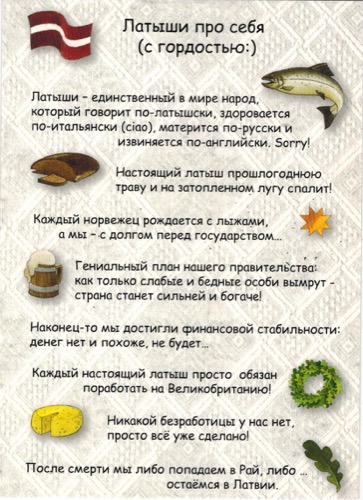 Латыши про себя
(с гордостью:)
Латыши – единственный в мире народ,
который говорит по-латышски, здоровается
по-итальянски (ciao), матерится по-русски и
извиняется по-английски. Sorry!
Настоящий латыш прошлогоднюю
траву и на затопленном лугу спалит!
Каждый норвежец рождается с лыжами,
а мы – с долгом перед государством...
Гениальный план нашего правительства:
как только слабые и бедные особи вымрут -
страна станет сильней и богаче!
Наконец-то мы достигли финансовой стабильности:
денег нет и похоже, не будет...
Каждый настоящий латыш просто обязан
поработать на Великобританию!
Никакой безработицы у нас нет,
просто всё уже сделано!
После смерти мы либо попадаем в Рай, либо ...
остаёмся в Латвии.